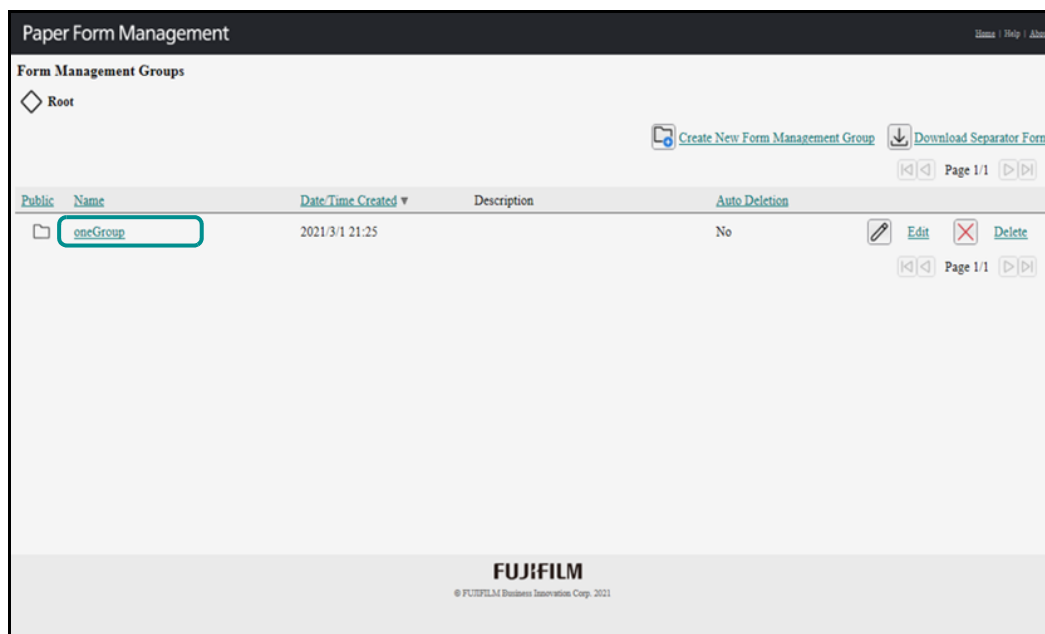 Paper Form Management
Home | Help |
Form Management Groups
Root
Create New Form Management Group Download Separator Form
Page 1/1
Public Name Date/Time Created ▼ Description Auto Deletion
oneGroup 2021/3/1 21:25 No Edit Delete
Page 1/1
FUJIFILM
© FUJIFILM Business Innovation Corp. 2021